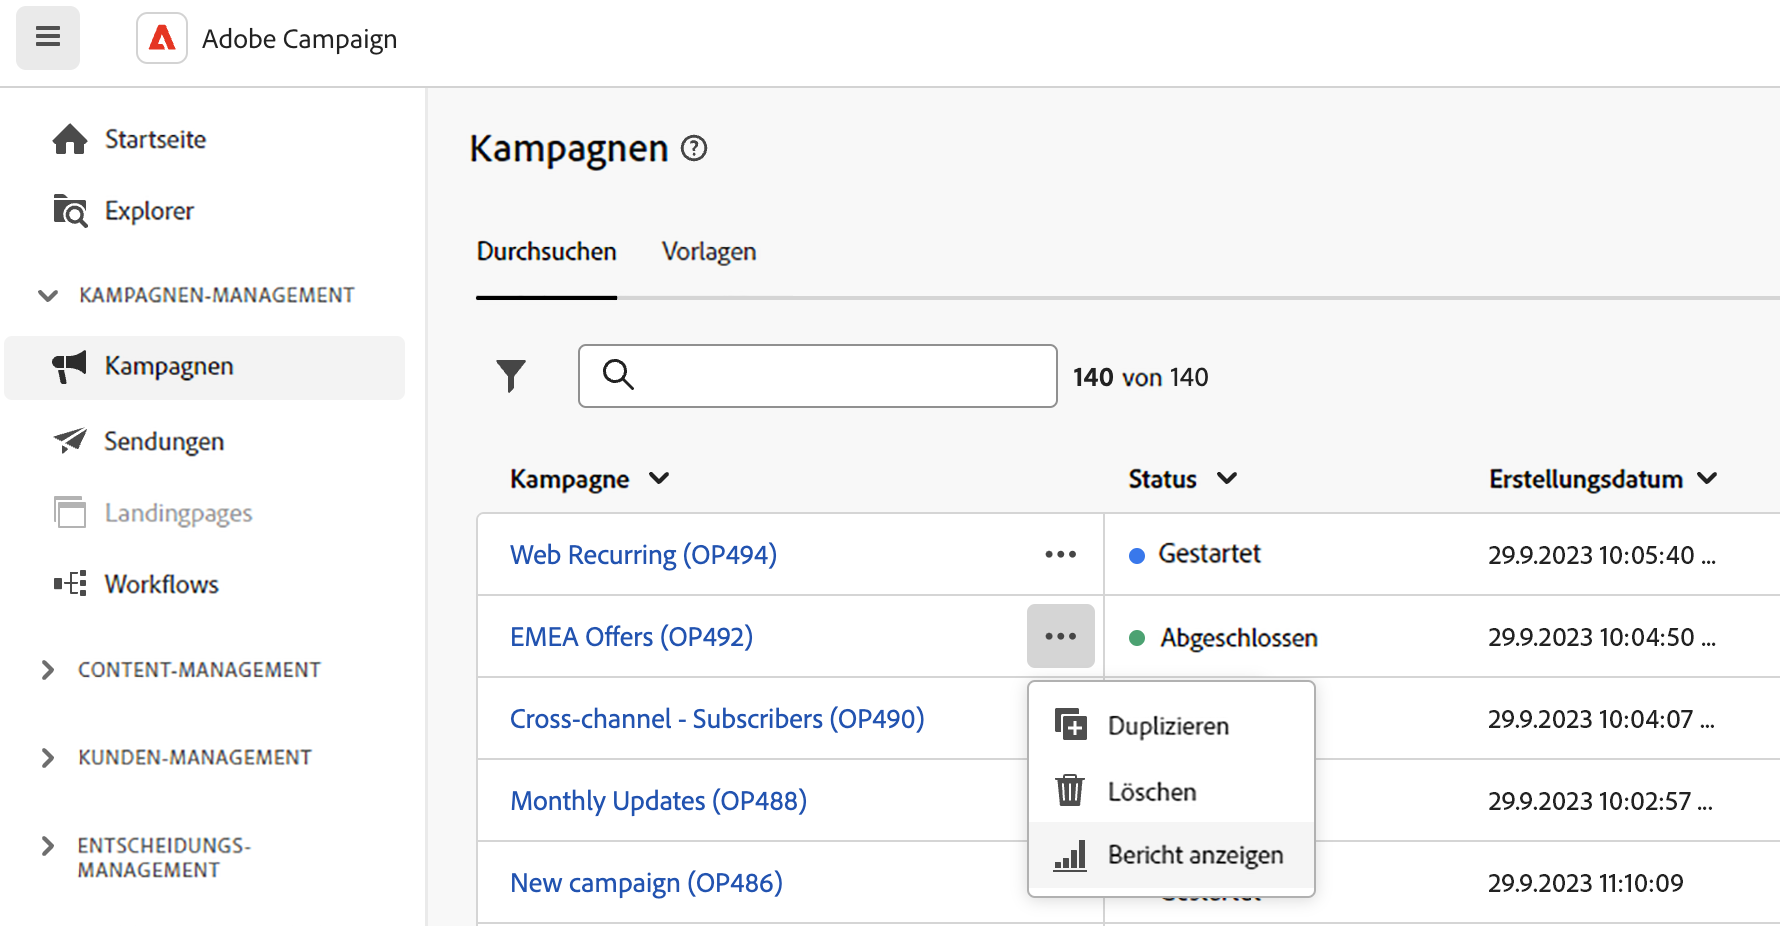 Adobe Campaign
Startseite
Explorer
KAMPAGNEN-MANAGEMENT
Kampagnen
Sendungen
Landingpages
Workflows
CONTENT-MANAGEMENT
KUNDEN-MANAGEMENT
ENTSCHEIDUNGS-
MANAGEMENT
Kampagnen
Durchsuchen Vorlagen
140 von 140
Kampagne Status Erstellungsdatum
Web Recurring (OP494) Gestartet 29.9.2023 10:05:40 ...
EMEA Offers (OP492) Abgeschlossen 29.9.2023 10:04:50 ...
Cross-channel - Subscribers (OP490) 29.9.2023 10:04:07 ...
Monthly Updates (OP488) 29.9.2023 10:02:57 ...
New campaign (OP486) 29.9.2023 11:10:09
Duplizieren
Löschen
Bericht anzeigen